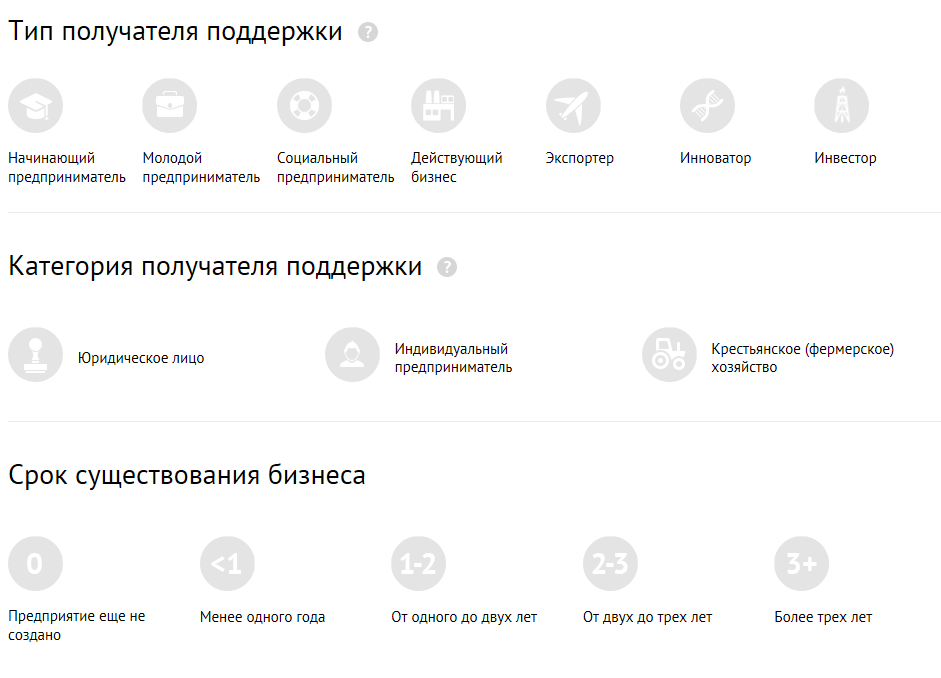 Тип получателя поддержки ?
Начинающий предприниматель
Молодой предприниматель
Социальный предприниматель
Действующий бизнес
Экспортер
Инноватор
Инвестор
Категория получателя поддержки ?
Юридическое лицо
Индивидуальный предприниматель
Крестьянское (фермерское) хозяйство
Срок существования бизнеса
0
Предприятие еще не создано
<1
Менее одного года
1-2
От одного до двух лет
2-3
От двух до трех лет
3+
Более трех лет